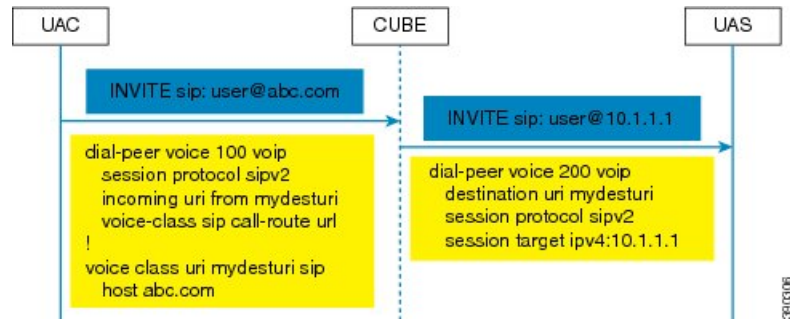 UAC
CUBE
UAS
INVITE sip: user@abc.com
INVITE sip: user@10.1.1.1
dial-peer voice 100 voip
session protocol sipv2
incoming uri from mydesturi
voice-class sip call-route url
!
voice class uri mydesturi sip
host abc.com
dial-peer voice 200 voip
destination uri mydesturi
session protocol sipv2
session target ipv4:10.1.1.1
390306